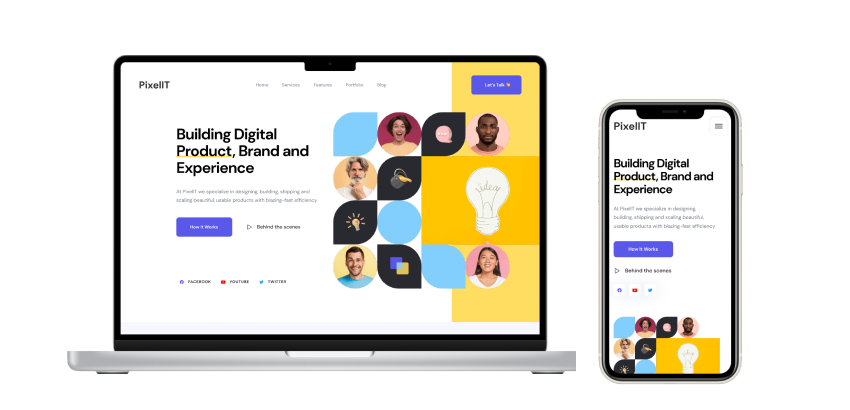 PixelIT
Home Services Features Portfolio Blog
Let's Talk 👋
Building Digital
Product, Brand and
Experience
At PixelIT we specialize in designing, building, shipping and
scaling beautiful, usable products with blazing-fast efficiency.
How It Works
Behind the scenes
FACEBOOK YOUTUBE TWITTER
idea
PixelIT
Building Digital
Product, Brand and
Experience
At PixelIT we specialize in designing,
building, shipping and scaling beautiful,
usable products with blazing-fast efficiency
How It Works
Behind the scenes